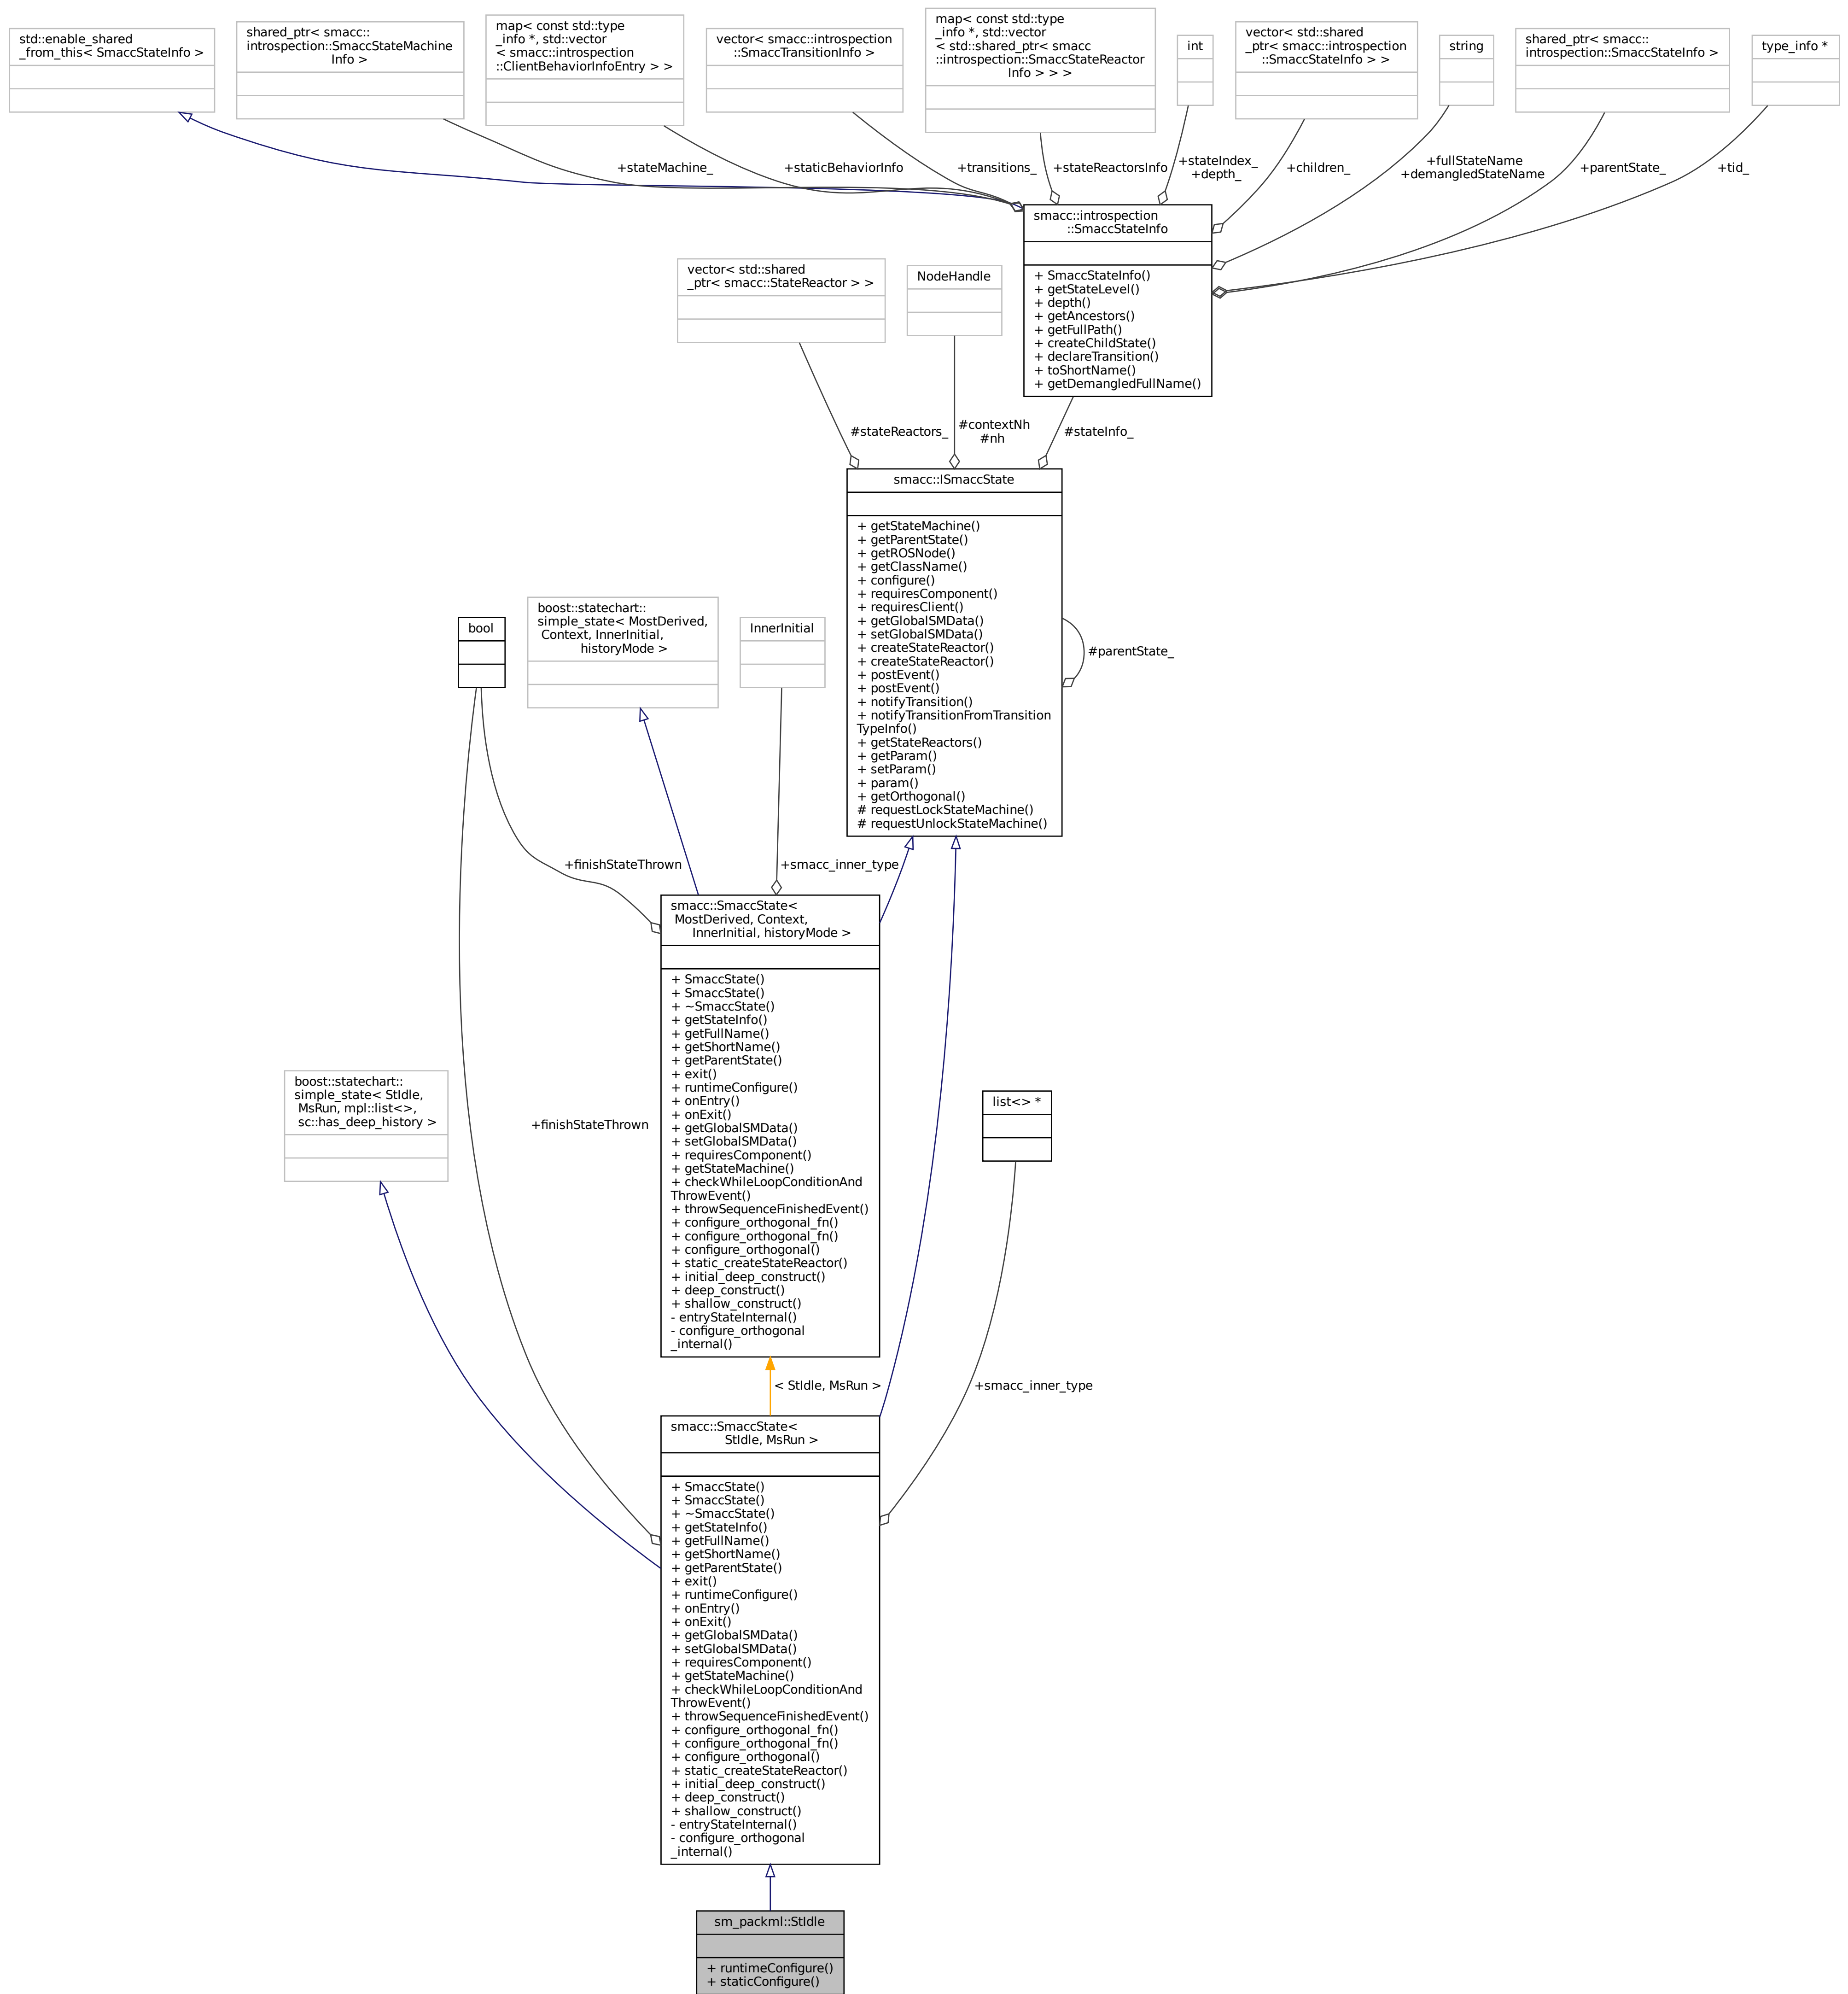 std::enable_shared
_from_this< SmaccStateInfo >
shared_ptr< smacc::
introspection::SmaccStateMachine
Info >
map< const std::type
_info *, std::vector
< smacc::introspection
::ClientBehaviorInfoEntry > >
vector< smacc::introspection
::SmaccTransitionInfo >
map< const std::type
_info *, std::vector
< std::shared_ptr< smacc
::introspection::SmaccStateReactor
Info > > >
int
vector< std::shared
_ptr< smacc::introspection
::SmaccStateInfo > >
string
shared_ptr< smacc::
introspection::SmaccStateInfo >
type_info *
+stateMachine_
+staticBehaviorInfo
+transitions_
+stateReactorsInfo
+stateIndex_
+depth_
+children_
+fullStateName
+demangledStateName
+parentState_
+tid_
smacc::introspection
::SmaccStateInfo
+ SmaccStateInfo()
+ getStateLevel()
+ depth()
+ getAncestors()
+ getFullPath()
+ createChildState()
+ declareTransition()
+ toShortName()
+ getDemangledFullName()
vector< std::shared
_ptr< smacc::StateReactor > >
NodeHandle
#stateReactors_
#contextNh
#nh
#stateInfo_
smacc::ISmaccState
+ getStateMachine()
+ getParentState()
+ getROSNode()
+ getClassName()
+ configure()
+ requiresComponent()
+ requiresClient()
+ getGlobalSMData()
+ setGlobalSMData()
+ createStateReactor()
+ createStateReactor()
+ postEvent()
+ postEvent()
+ notifyTransition()
+ notifyTransitionFromTransition
TypeInfo()
+ getStateReactors()
+ getParam()
+ setParam()
+ param()
+ getOrthogonal()
# requestLockStateMachine()
# requestUnlockStateMachine()
#parentState_
bool
boost::statechart::
simple_state< MostDerived,
Context, InnerInitial,
historyMode >
InnerInitial
+finishStateThrown
+smacc_inner_type
smacc::SmaccState<
MostDerived, Context,
InnerInitial, historyMode >
+ SmaccState()
+ SmaccState()
+ ~SmaccState()
+ getStateInfo()
+ getFullName()
+ getShortName()
+ getParentState()
+ exit()
+ runtimeConfigure()
+ onEntry()
+ onExit()
+ getGlobalSMData()
+ setGlobalSMData()
+ requiresComponent()
+ getStateMachine()
+ checkWhileLoopConditionAnd
ThrowEvent()
+ throwSequenceFinishedEvent()
+ configure_orthogonal_fn()
+ configure_orthogonal_fn()
+ configure_orthogonal()
+ static_createStateReactor()
+ initial_deep_construct()
+ deep_construct()
+ shallow_construct()
- entryStateInternal()
- configure_orthogonal
_internal()
boost::statechart::
simple_state< StIdle,
MsRun, mpl::list<>,
sc::has_deep_history >
+finishStateThrown
list<> *
< StIdle, MsRun >
+smacc_inner_type
smacc::SmaccState<
StIdle, MsRun >
+ SmaccState()
+ SmaccState()
+ ~SmaccState()
+ getStateInfo()
+ getFullName()
+ getShortName()
+ getParentState()
+ exit()
+ runtimeConfigure()
+ onEntry()
+ onExit()
+ getGlobalSMData()
+ setGlobalSMData()
+ requiresComponent()
+ getStateMachine()
+ checkWhileLoopConditionAnd
ThrowEvent()
+ throwSequenceFinishedEvent()
+ configure_orthogonal_fn()
+ configure_orthogonal_fn()
+ configure_orthogonal()
+ static_createStateReactor()
+ initial_deep_construct()
+ deep_construct()
+ shallow_construct()
- entryStateInternal()
- configure_orthogonal
_internal()
sm_packml::StIdle
+ runtimeConfigure()
+ staticConfigure()